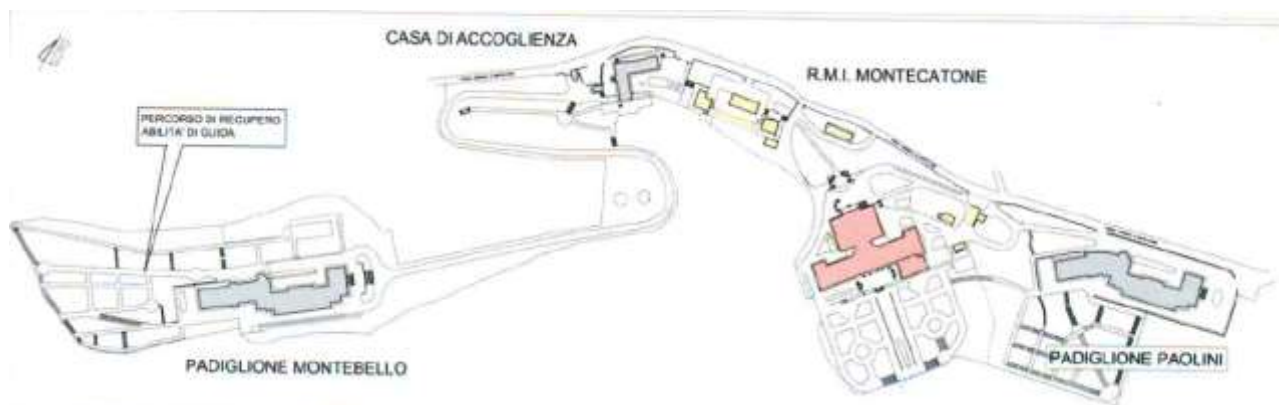 CASA DI ACCOGLIENZA
R.M.I. MONTECATONE
PERCORSO DI RECUPERO
ABILITA' DI GUIDA
PADIGLIONE MONTEBELLO
PADIGLIONE PAOLINI